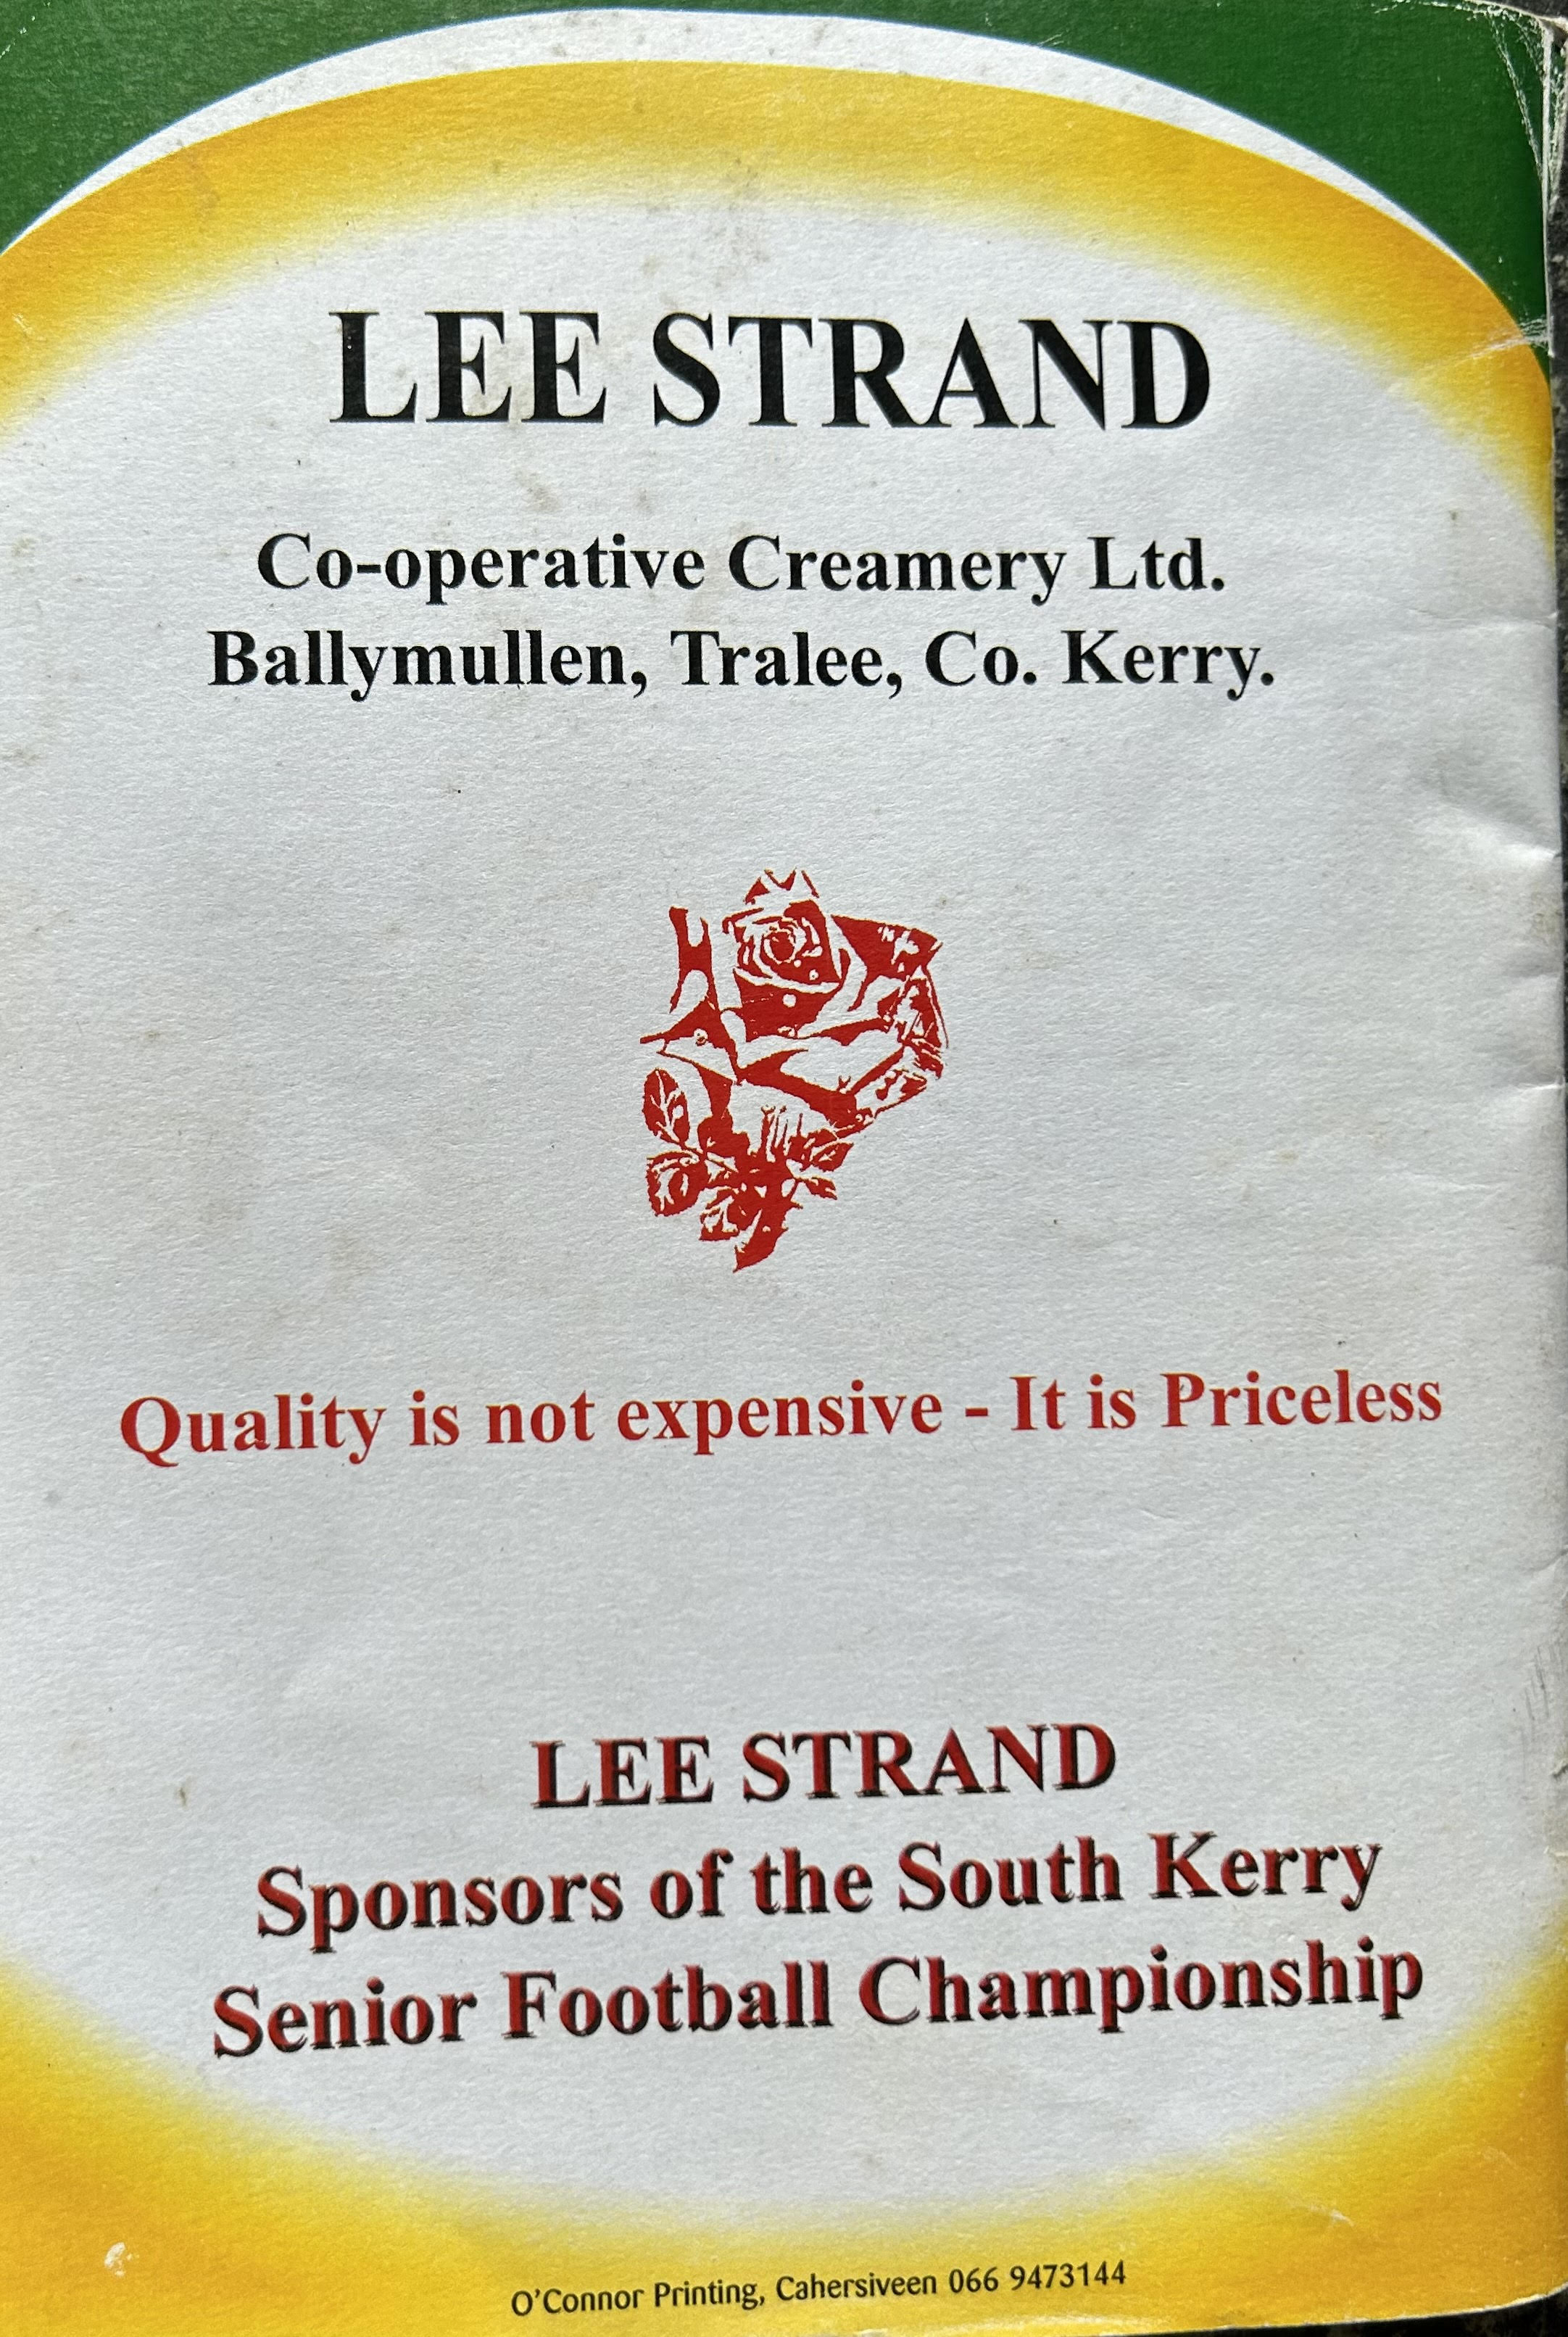 LEE STRAND
Co-operative Creamery Ltd.
Ballymullen, Tralee, Co. Kerry.
Quality is not expensive - It is Priceless
LEE STRAND
Sponsors of the South Kerry
Senior Football Championship
O'Connor Printing, Cahersiveen 066 9473144